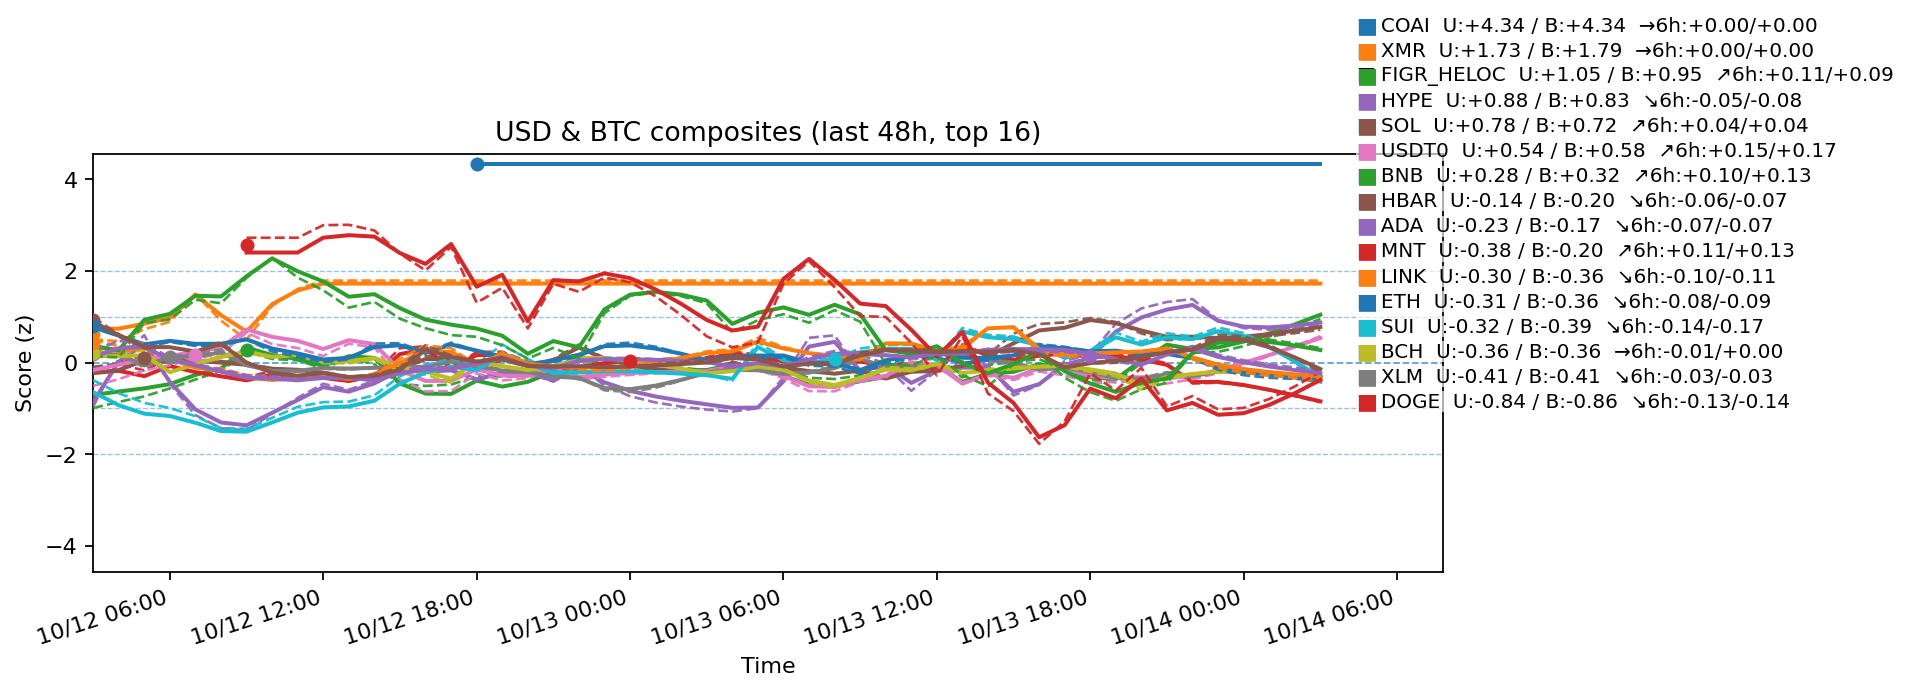 COAI  U:+4.34 / B:+4.34  →6h:+0.00/+0.00
XMR  U:+1.73 / B:+1.79  →6h:+0.00/+0.00
FIGR_HELOC  U:+1.05 / B:+0.95  ↗6h:+0.11/+0.09
HYPE  U:+0.88 / B:+0.83  ↘6h:-0.05/-0.08
SOL  U:+0.78 / B:+0.72  ↗6h:+0.04/+0.04
USDT0  U:+0.54 / B:+0.58  ↗6h:+0.15/+0.17
BNB  U:+0.28 / B:+0.32  ↗6h:+0.10/+0.13
HBAR  U:-0.14 / B:-0.20  ↘6h:-0.06/-0.07
ADA  U:-0.23 / B:-0.17  ↘6h:-0.07/-0.07
MNT  U:-0.38 / B:-0.20  ↗6h:+0.11/+0.13
LINK  U:-0.30 / B:-0.36  ↘6h:-0.10/-0.11
ETH  U:-0.31 / B:-0.36  ↘6h:-0.08/-0.09
SUI  U:-0.32 / B:-0.39  ↘6h:-0.14/-0.17
BCH  U:-0.36 / B:-0.36  →6h:-0.01/+0.00
XLM  U:-0.41 / B:-0.41  ↘6h:-0.03/-0.03
DOGE  U:-0.84 / B:-0.86  ↘6h:-0.13/-0.14
USD & BTC composites (last 48h, top 16)
Score (z)
4
2
0
−2
−4
10/12 06:00
10/12 12:00
10/12 18:00
10/13 00:00
10/13 06:00
10/13 12:00
10/13 18:00
10/14 00:00
10/14 06:00
Time